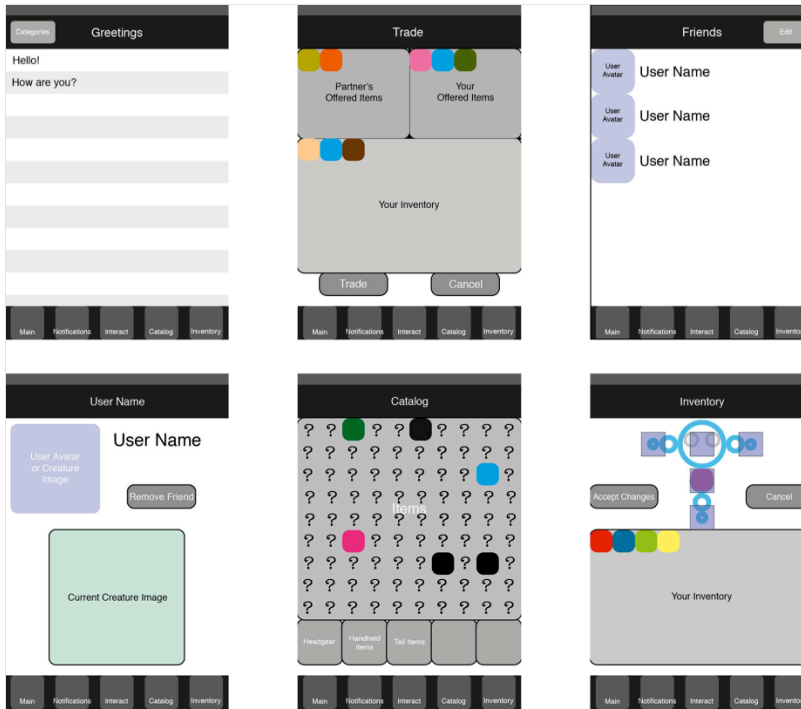 Categories
Greetings
Hello!
How are you?
Main Notifications Interact Catalog Inventory
Trade
Partner's
Offered Items
Your
Offered Items
Your Inventory
Trade Cancel
Main Notifications Interact Catalog Inventory
Friends
Edit
User
Avatar
User Name
User
Avatar
User Name
User
Avatar
User Name
Main Notifications Interact Catalog Inventory
User Name
User Avatar
or Creature
Image
User Name
Remove Friend
Current Creature Image
Main Notifications Interact Catalog Inventory
Catalog
? ? ? ? ? ? ? ?
? ? ? ? ? ? ? ? ? ?
? ? ? ? ? ? ? ? ?
? ? ? ? ? ? ? ? ? ?
? ? ? ? ? ? ? ? ? ?
Items
? ? ? ? ? ? ? ? ?
? ? ? ? ? ? ? ?
? ? ? ? ? ? ? ? ? ?
? ? ? ? ? ? ? ? ? ?
Headgear
Handheld
Items
Tail Items
Main Notifications Interact Catalog Inventory
Inventory
Accept Changes
Cancel
Your Inventory
Main Notifications Interact Catalog Inventory